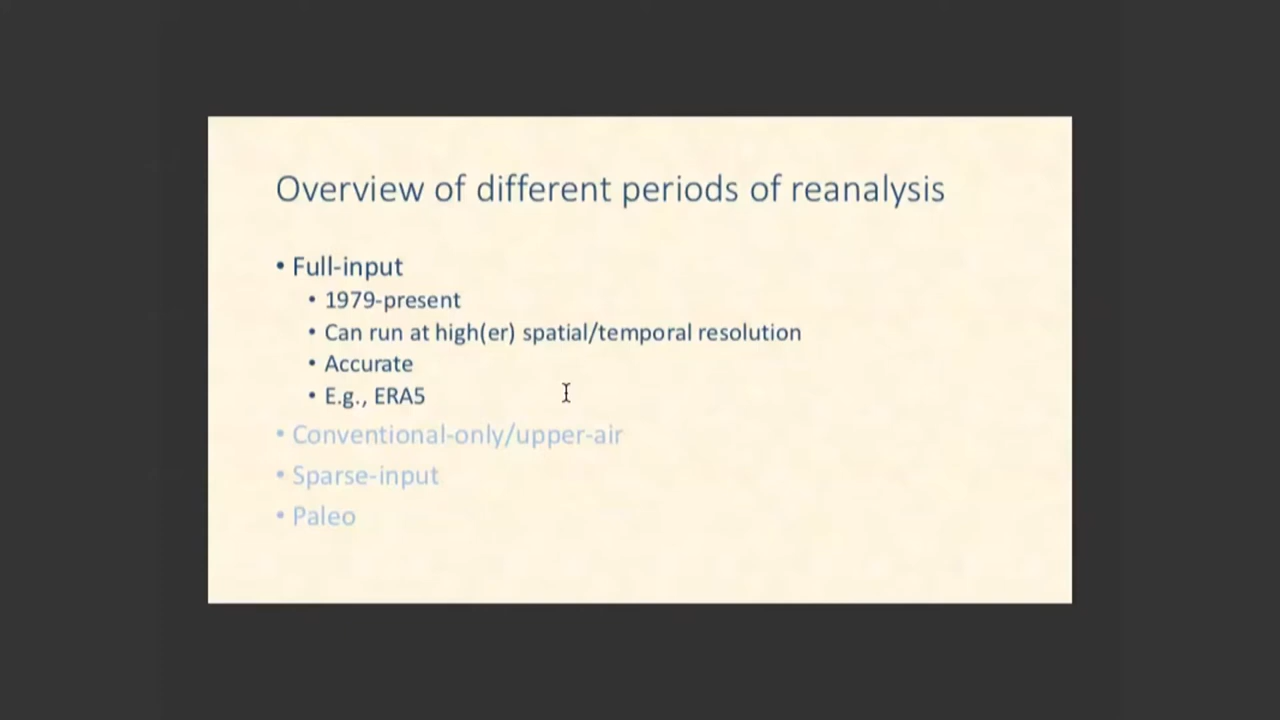 Overview of different periods of reanalysis
• Full-input
• 1979-present
• Can run at high(er) spatial/temporal resolution
• Accurate
• E.g., ERA5
• Conventional-only/upper-air
• Sparse-input
• Paleo